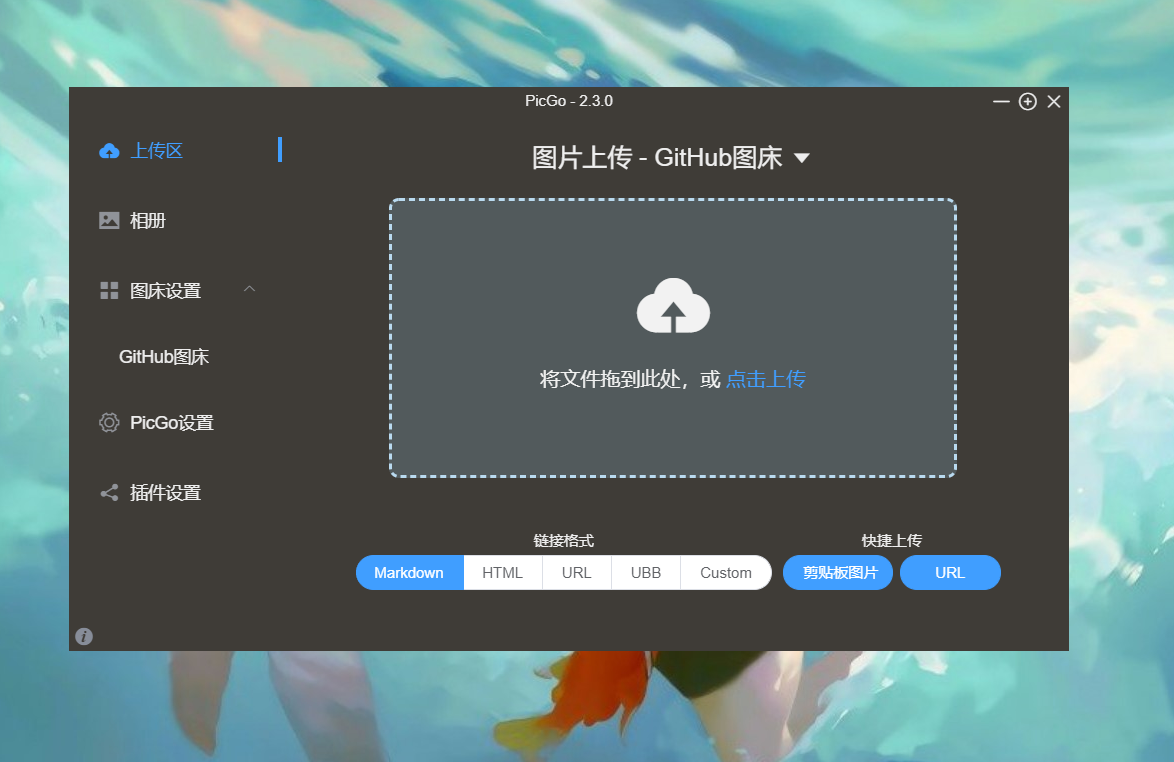 PicGo - 2.3.0
上传区
相册
图床设置
GitHub图床
PicGo设置
插件设置
图片上传 - GitHub图床
将文件拖到此处，或 点击上传
链接格式
Markdown HTML URL UBB Custom
快捷上传
剪贴板图片 URL